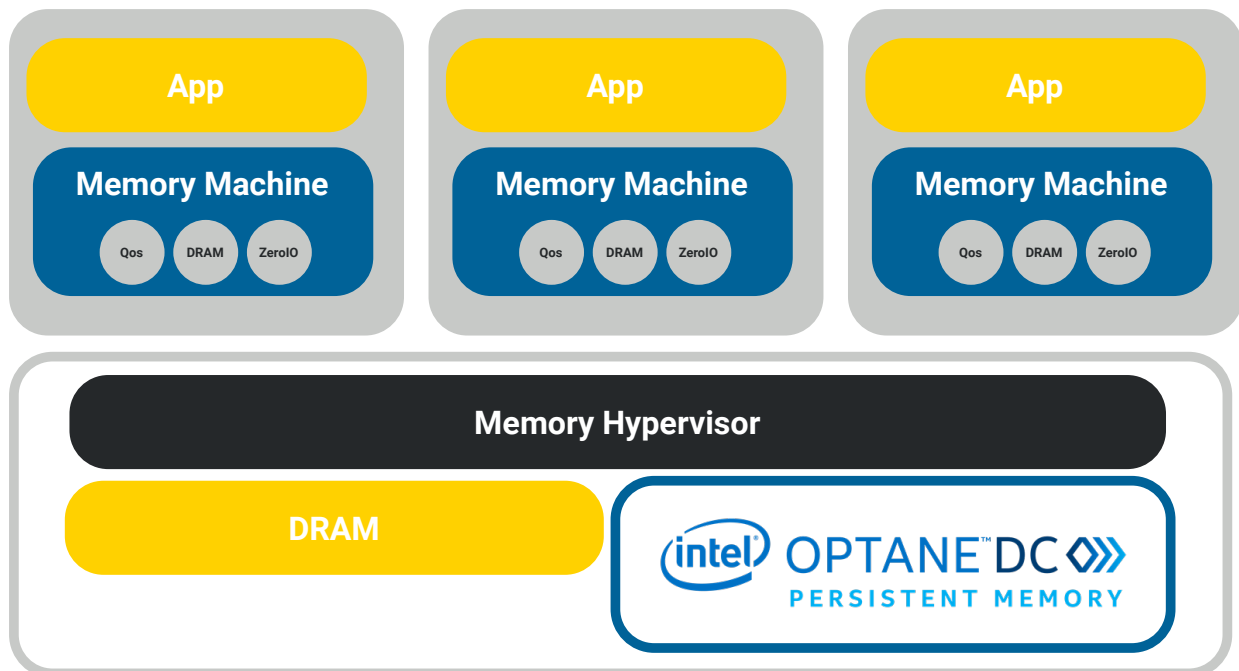 App
Memory Machine
Qos DRAM ZeroIO
App
Memory Machine
Qos DRAM ZeroIO
App
Memory Machine
Qos DRAM ZeroIO
Memory Hypervisor
DRAM
intel® OPTANE™ DC
PERSISTENT MEMORY